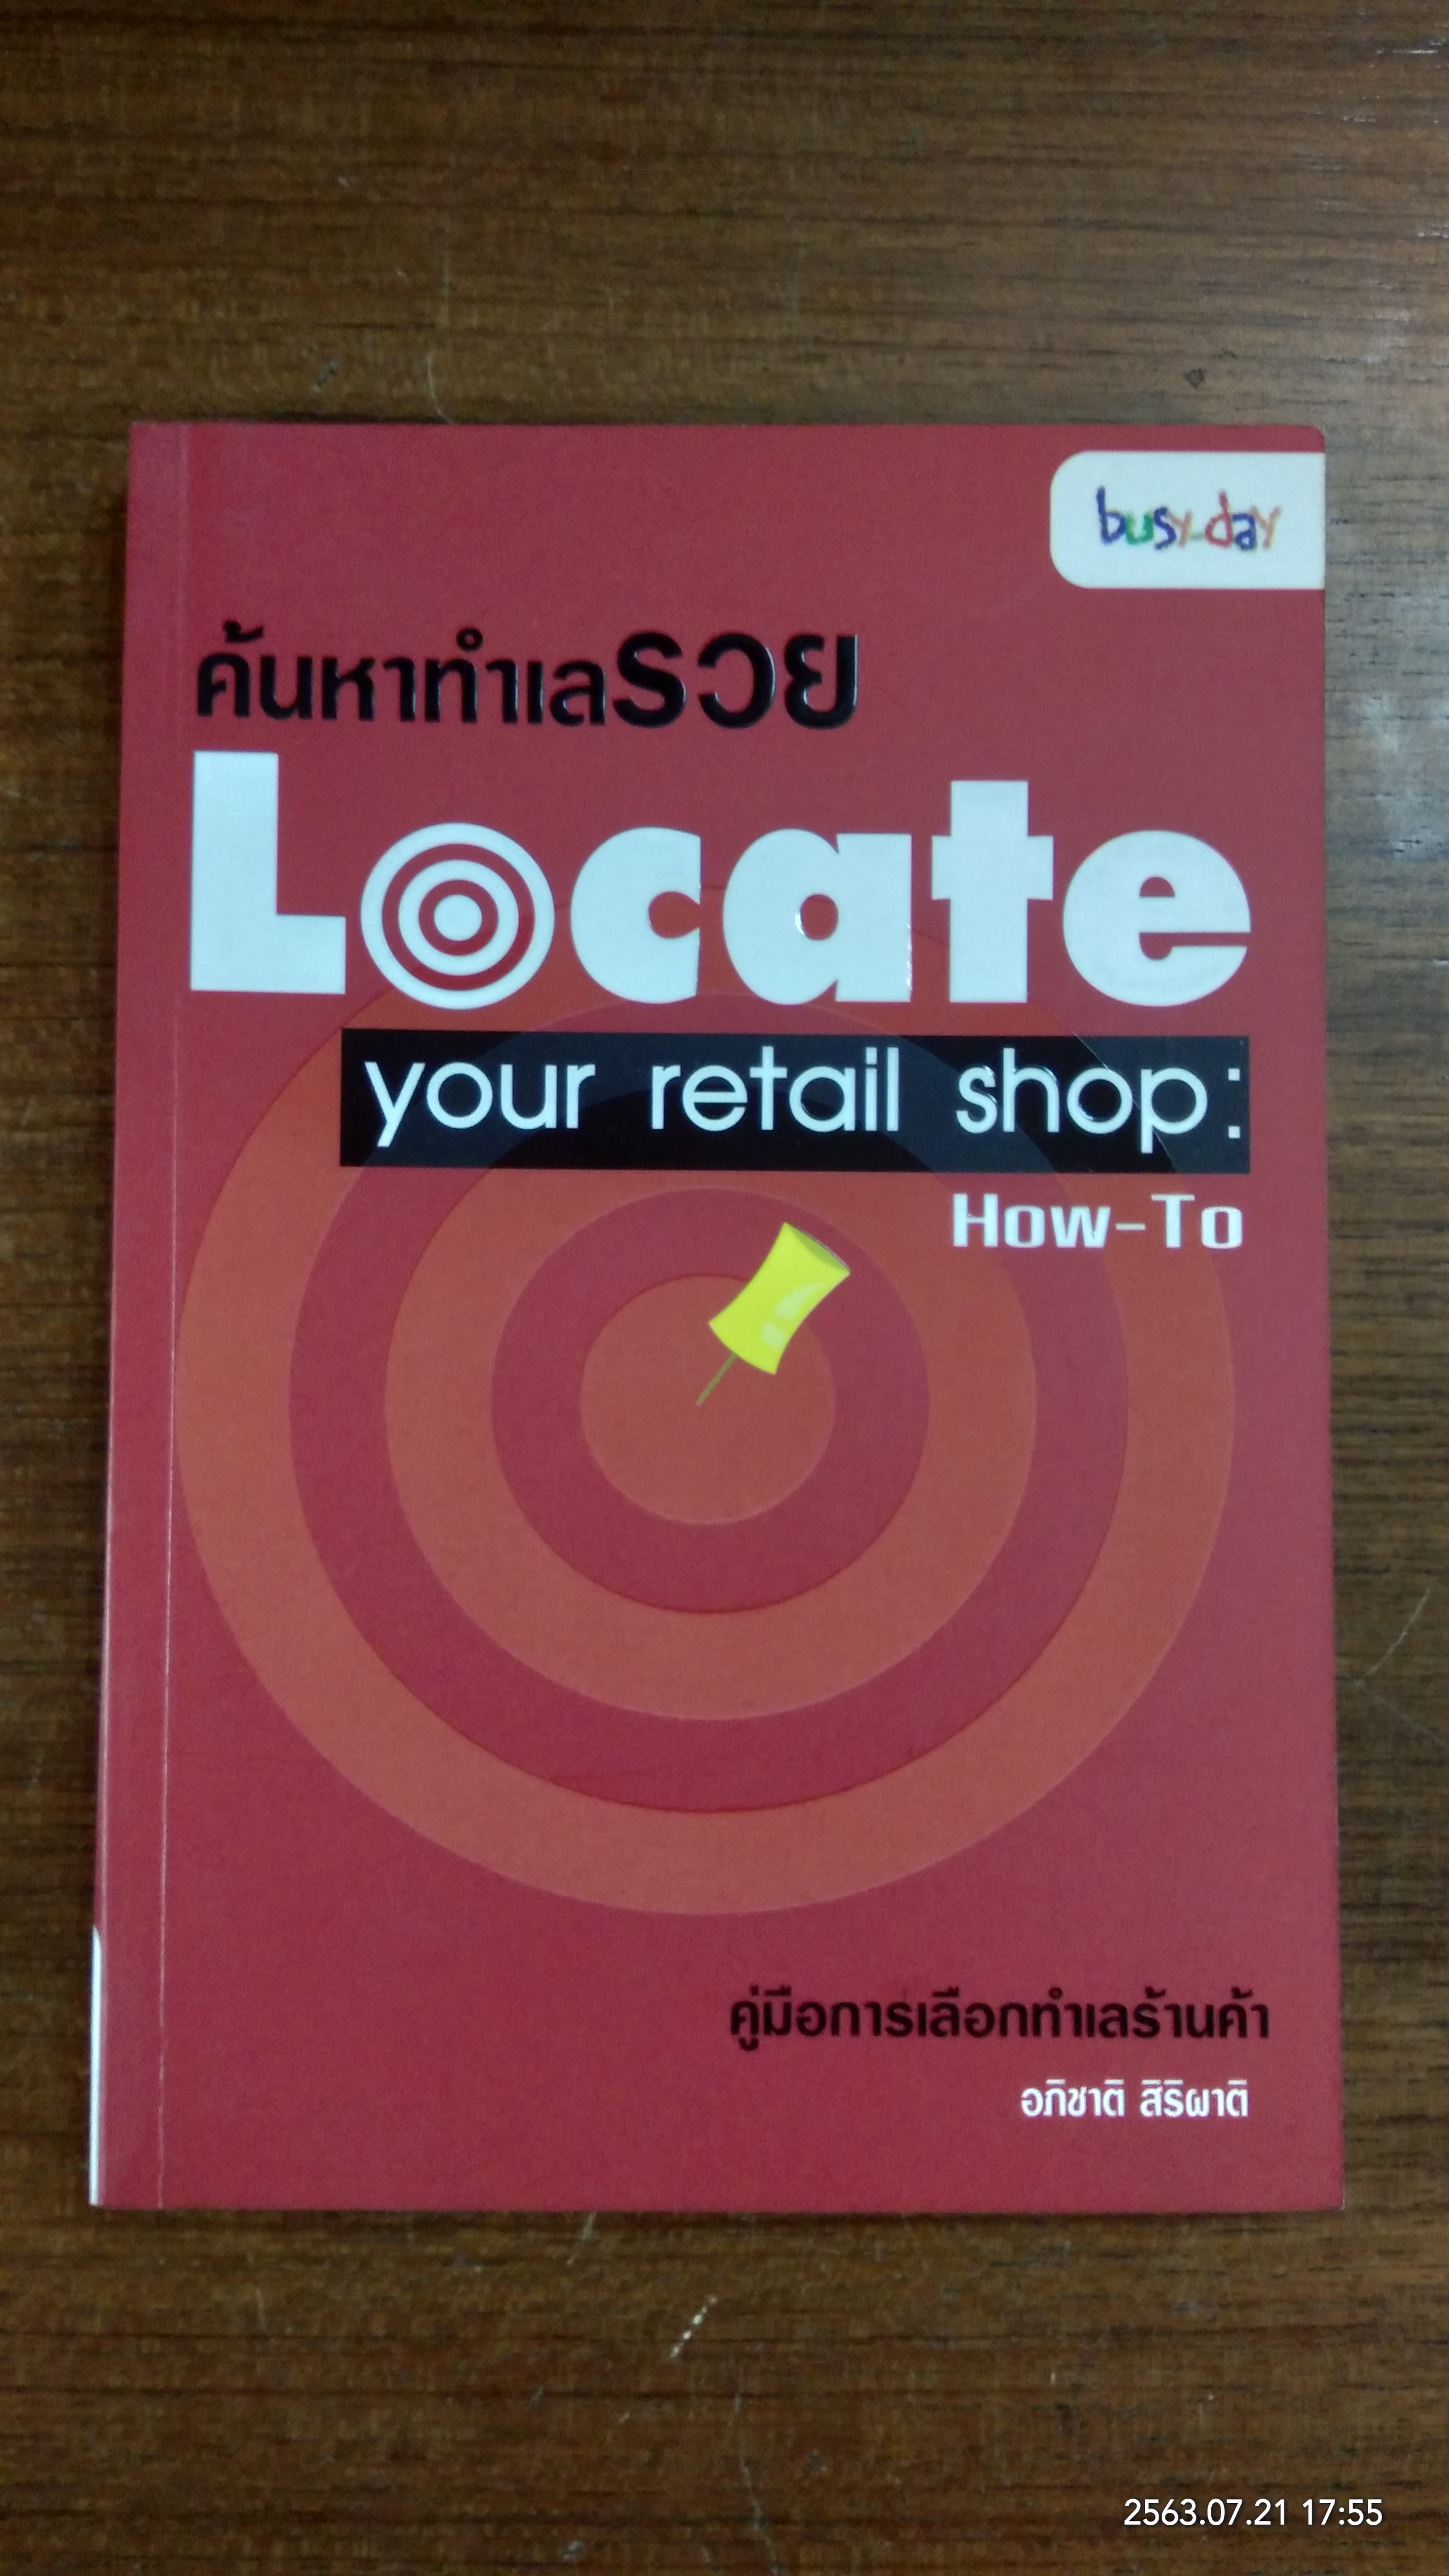 busy-day
ค้นหาทำเลรวย
Locate
your retail shop:
How-To
คู่มือการเลือกทำเลร้านค้า
อภิชาติ สิริผาติ
2563.07.21 17:55